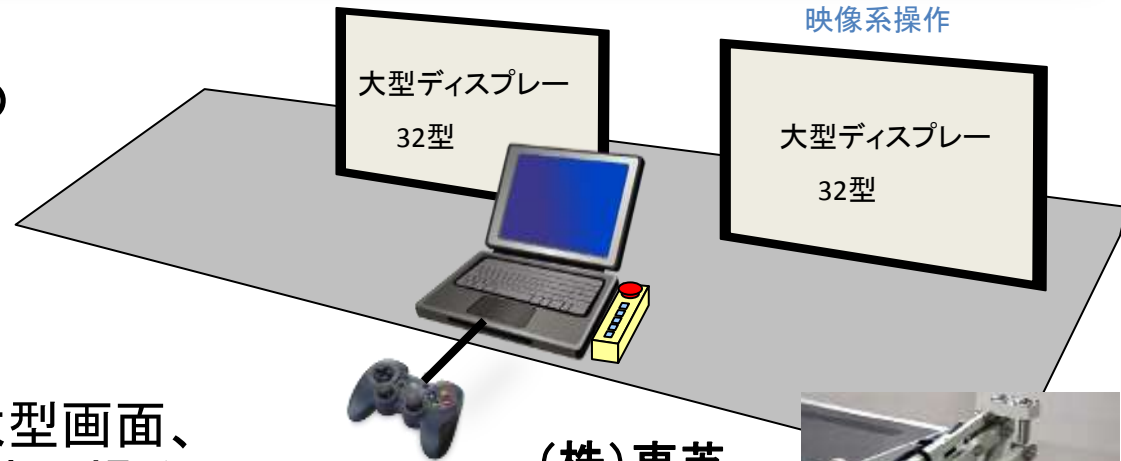 映像系操作
大型ディスプレー
32型
大型ディスプレー
32型
の
型画面、
(株)東芝